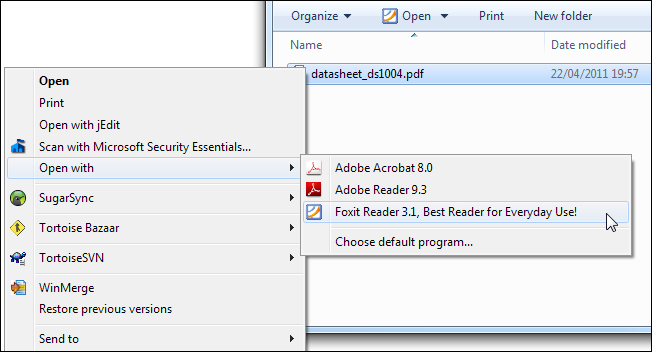 Organize Open Print New folder
Name Date modified
datasheet_ds1004.pdf 22/04/2011 19:57
Open
Print
Open with jEdit
Scan with Microsoft Security Essentials...
Open with
SugarSync
Tortoise Bazaar
TortoiseSVN
WinMerge
Restore previous versions
Send to
Adobe Acrobat 8.0
Adobe Reader 9.3
Foxit Reader 3.1, Best Reader for Everyday Use!
Choose default program...